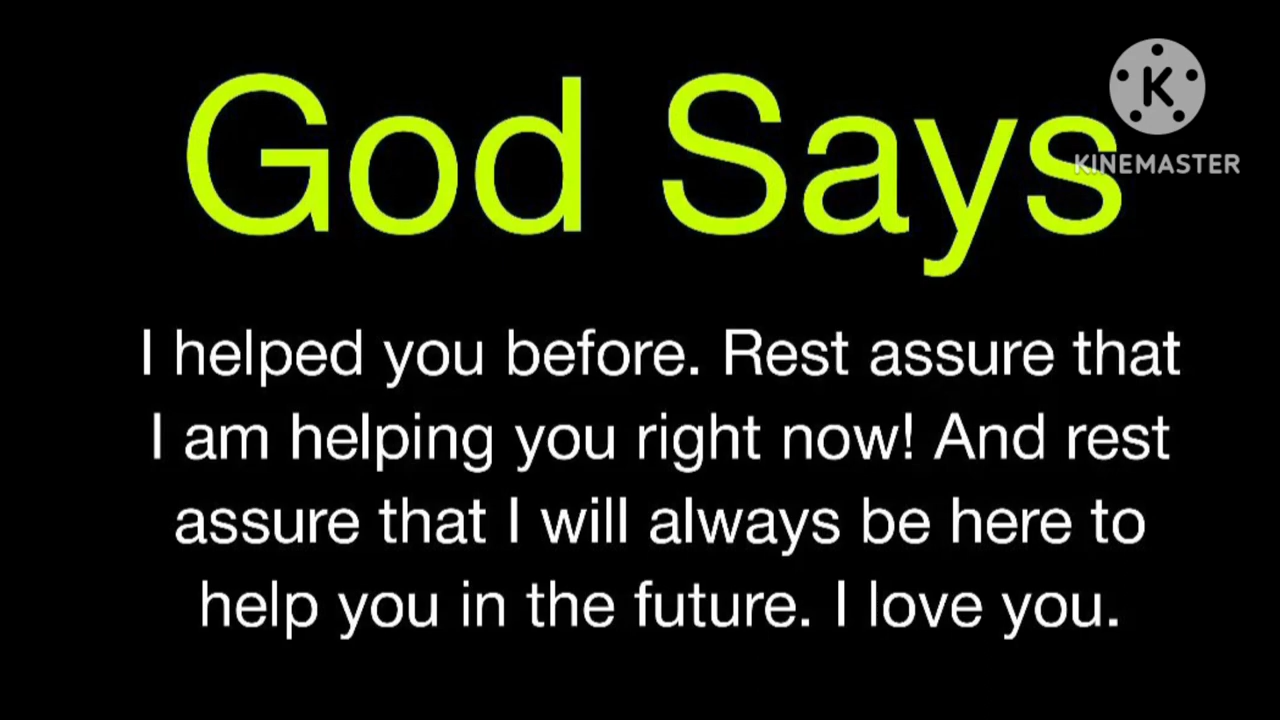 God Says
KINEMASTER
I helped you before. Rest assure that
I am helping you right now! And rest
assure that I will always be here to
help you in the future. I love you.